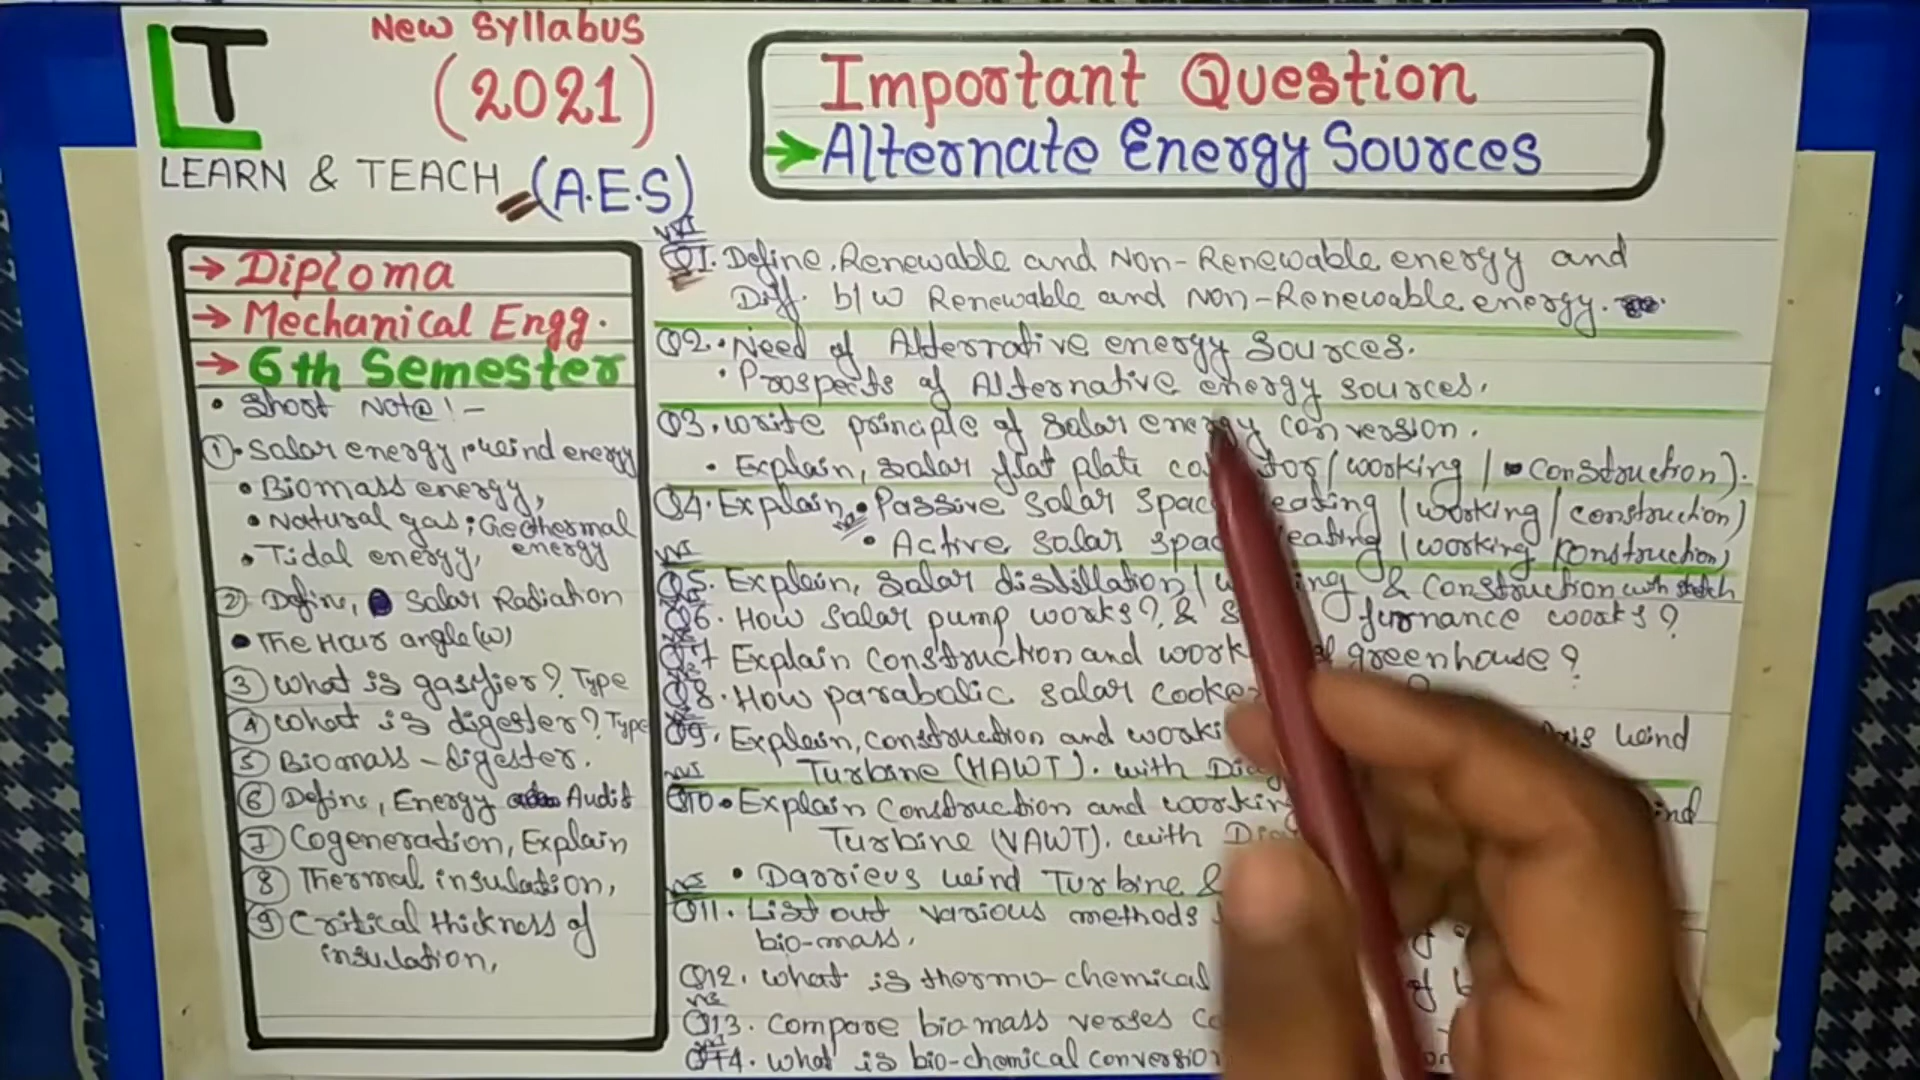 LT
New Syllabus
(2021)
LEARN & TEACH
(A.E.S)
Important Question
Alternate Energy Sources
→ Diploma
→ Mechanical Engg.
→ 6th Semester
• Short Note!-
① • Solar energy, • wind energy
• Biomass energy,
• Natural gas; Geothermal
energy
• Tidal energy,
② Define, Solar Radiation
• The Hour angle (ω)
③ What is gasifier? Type
④ What is digester? Type
⑤ Biomass - digester.
⑥ Define, Energy Audit
⑦ Cogeneration, Explain
⑧ Thermal insulation,
⑨ Critical thickness of
insulation,
VVI
Q1. Define, Renewable and Non-Renewable energy and
Diff. b/w Renewable and Non-Renewable energy.
Q2. • Need of Alternative energy sources.
• Prospects of Alternative energy sources.
Q3. write principle of solar energy conversion.
• Explain, solar flat plate (working / • construction).
Q4. Explain, • Passive solar (working / construction)
• Active solar (working construction)
VVI
Q5. Explain, solar distillation / & construction with sketch
Q6. How solar pump works? & furnance works?
Q7 Explain construction and greenhouse?
Q8. How parabolic solar
Q9. Explain, construction and wind
Turbine (HAWT). with
VVI
Q10 • Explain construction and working
Turbine (VAWT). with
• Darrieus wind Turbine &
Q11. List out various methods
bio-mass.
Q12. what is thermo-chemical of
Q13. Compare biomass verses
Q14. what is bio-chemical conversion